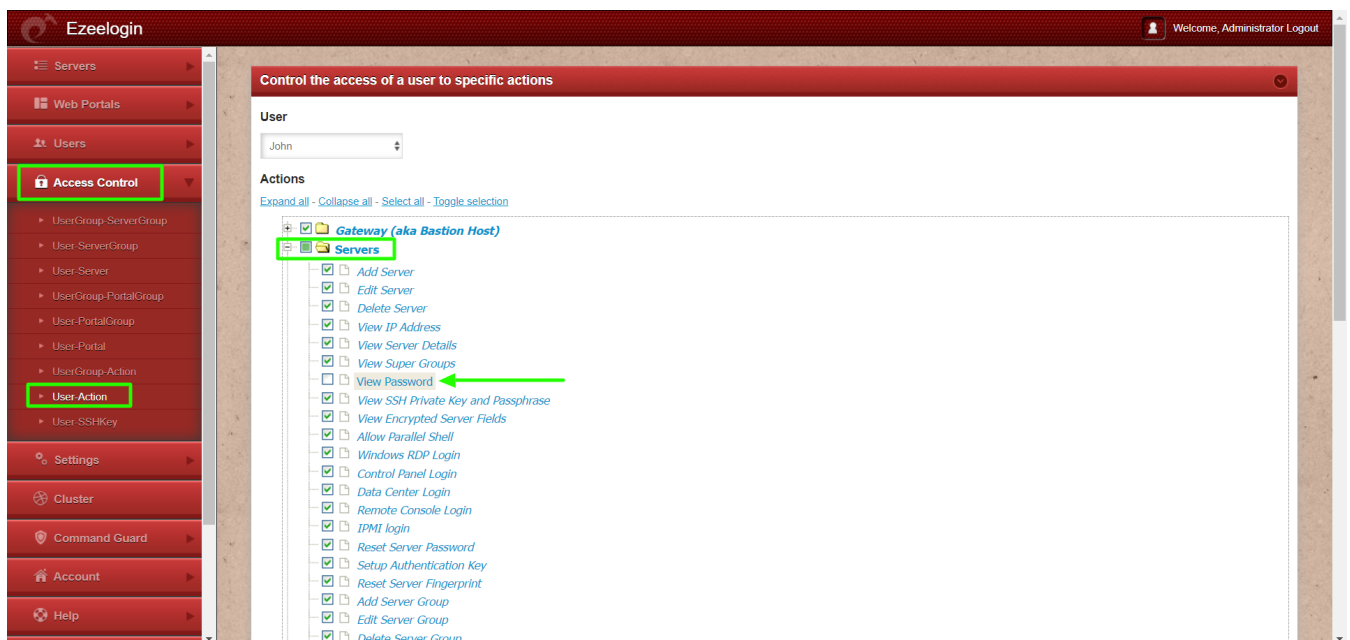 Ezeelogin
Welcome, Administrator Logout
Servers
Web Portals
Users
Access Control
UserGroup-ServerGroup
User-ServerGroup
User-Server
UserGroup-PortalGroup
User-PortalGroup
User-Portal
UserGroup-Action
User-Action
User-SSHKey
Settings
Cluster
Command Guard
Account
Help
Control the access of a user to specific actions
User
John
Actions
Expand all - Collapse all - Select all - Toggle selection
Gateway (aka Bastion Host)
Servers
Add Server
Edit Server
Delete Server
View IP Address
View Server Details
View Super Groups
View Password
View SSH Private Key and Passphrase
View Encrypted Server Fields
Allow Parallel Shell
Windows RDP Login
Control Panel Login
Data Center Login
Remote Console Login
IPMI login
Reset Server Password
Setup Authentication Key
Reset Server Fingerprint
Add Server Group
Edit Server Group
Delete Server Group